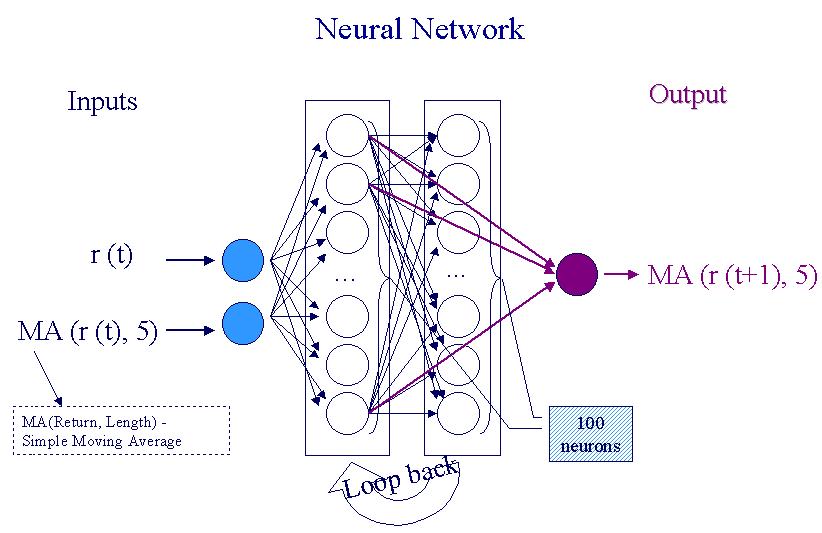 Neural Network
Inputs
Output
r (t)
MA (r (t), 5)
MA (r (t+1), 5)
...
...
MA(Return, Length) -
Simple Moving Average
100
neurons
Loop back